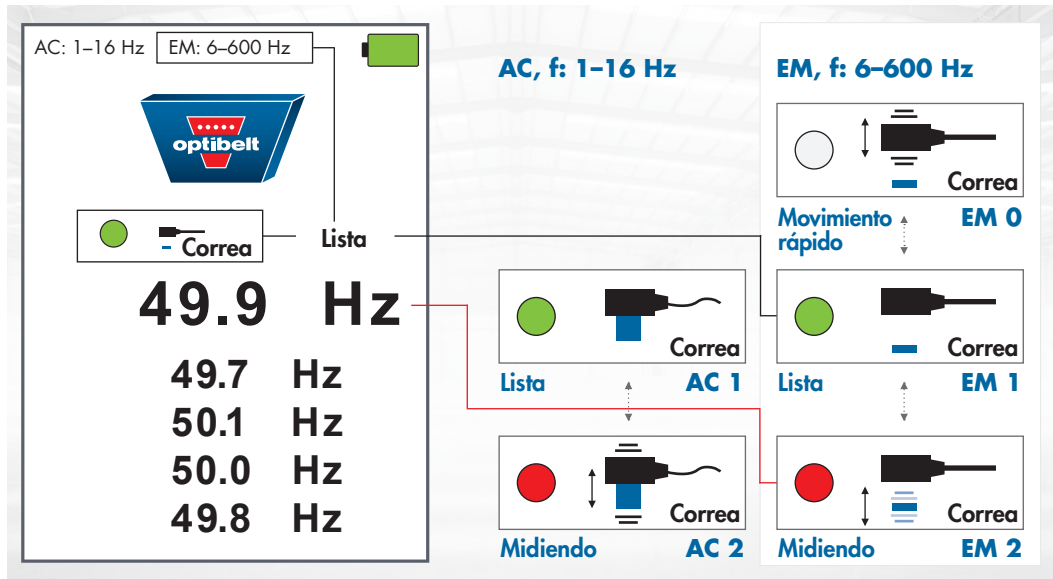 AC: 1–16 Hz EM: 6–600 Hz
optibelt
Correa
Lista
49.9 Hz
49.7 Hz
50.1 Hz
50.0 Hz
49.8 Hz
AC, f: 1–16 Hz
Correa
Lista AC 1
Correa
Midiendo AC 2
EM, f: 6–600 Hz
Correa
Movimiento EM 0
rápido
Correa
Lista EM 1
Correa
Midiendo EM 2